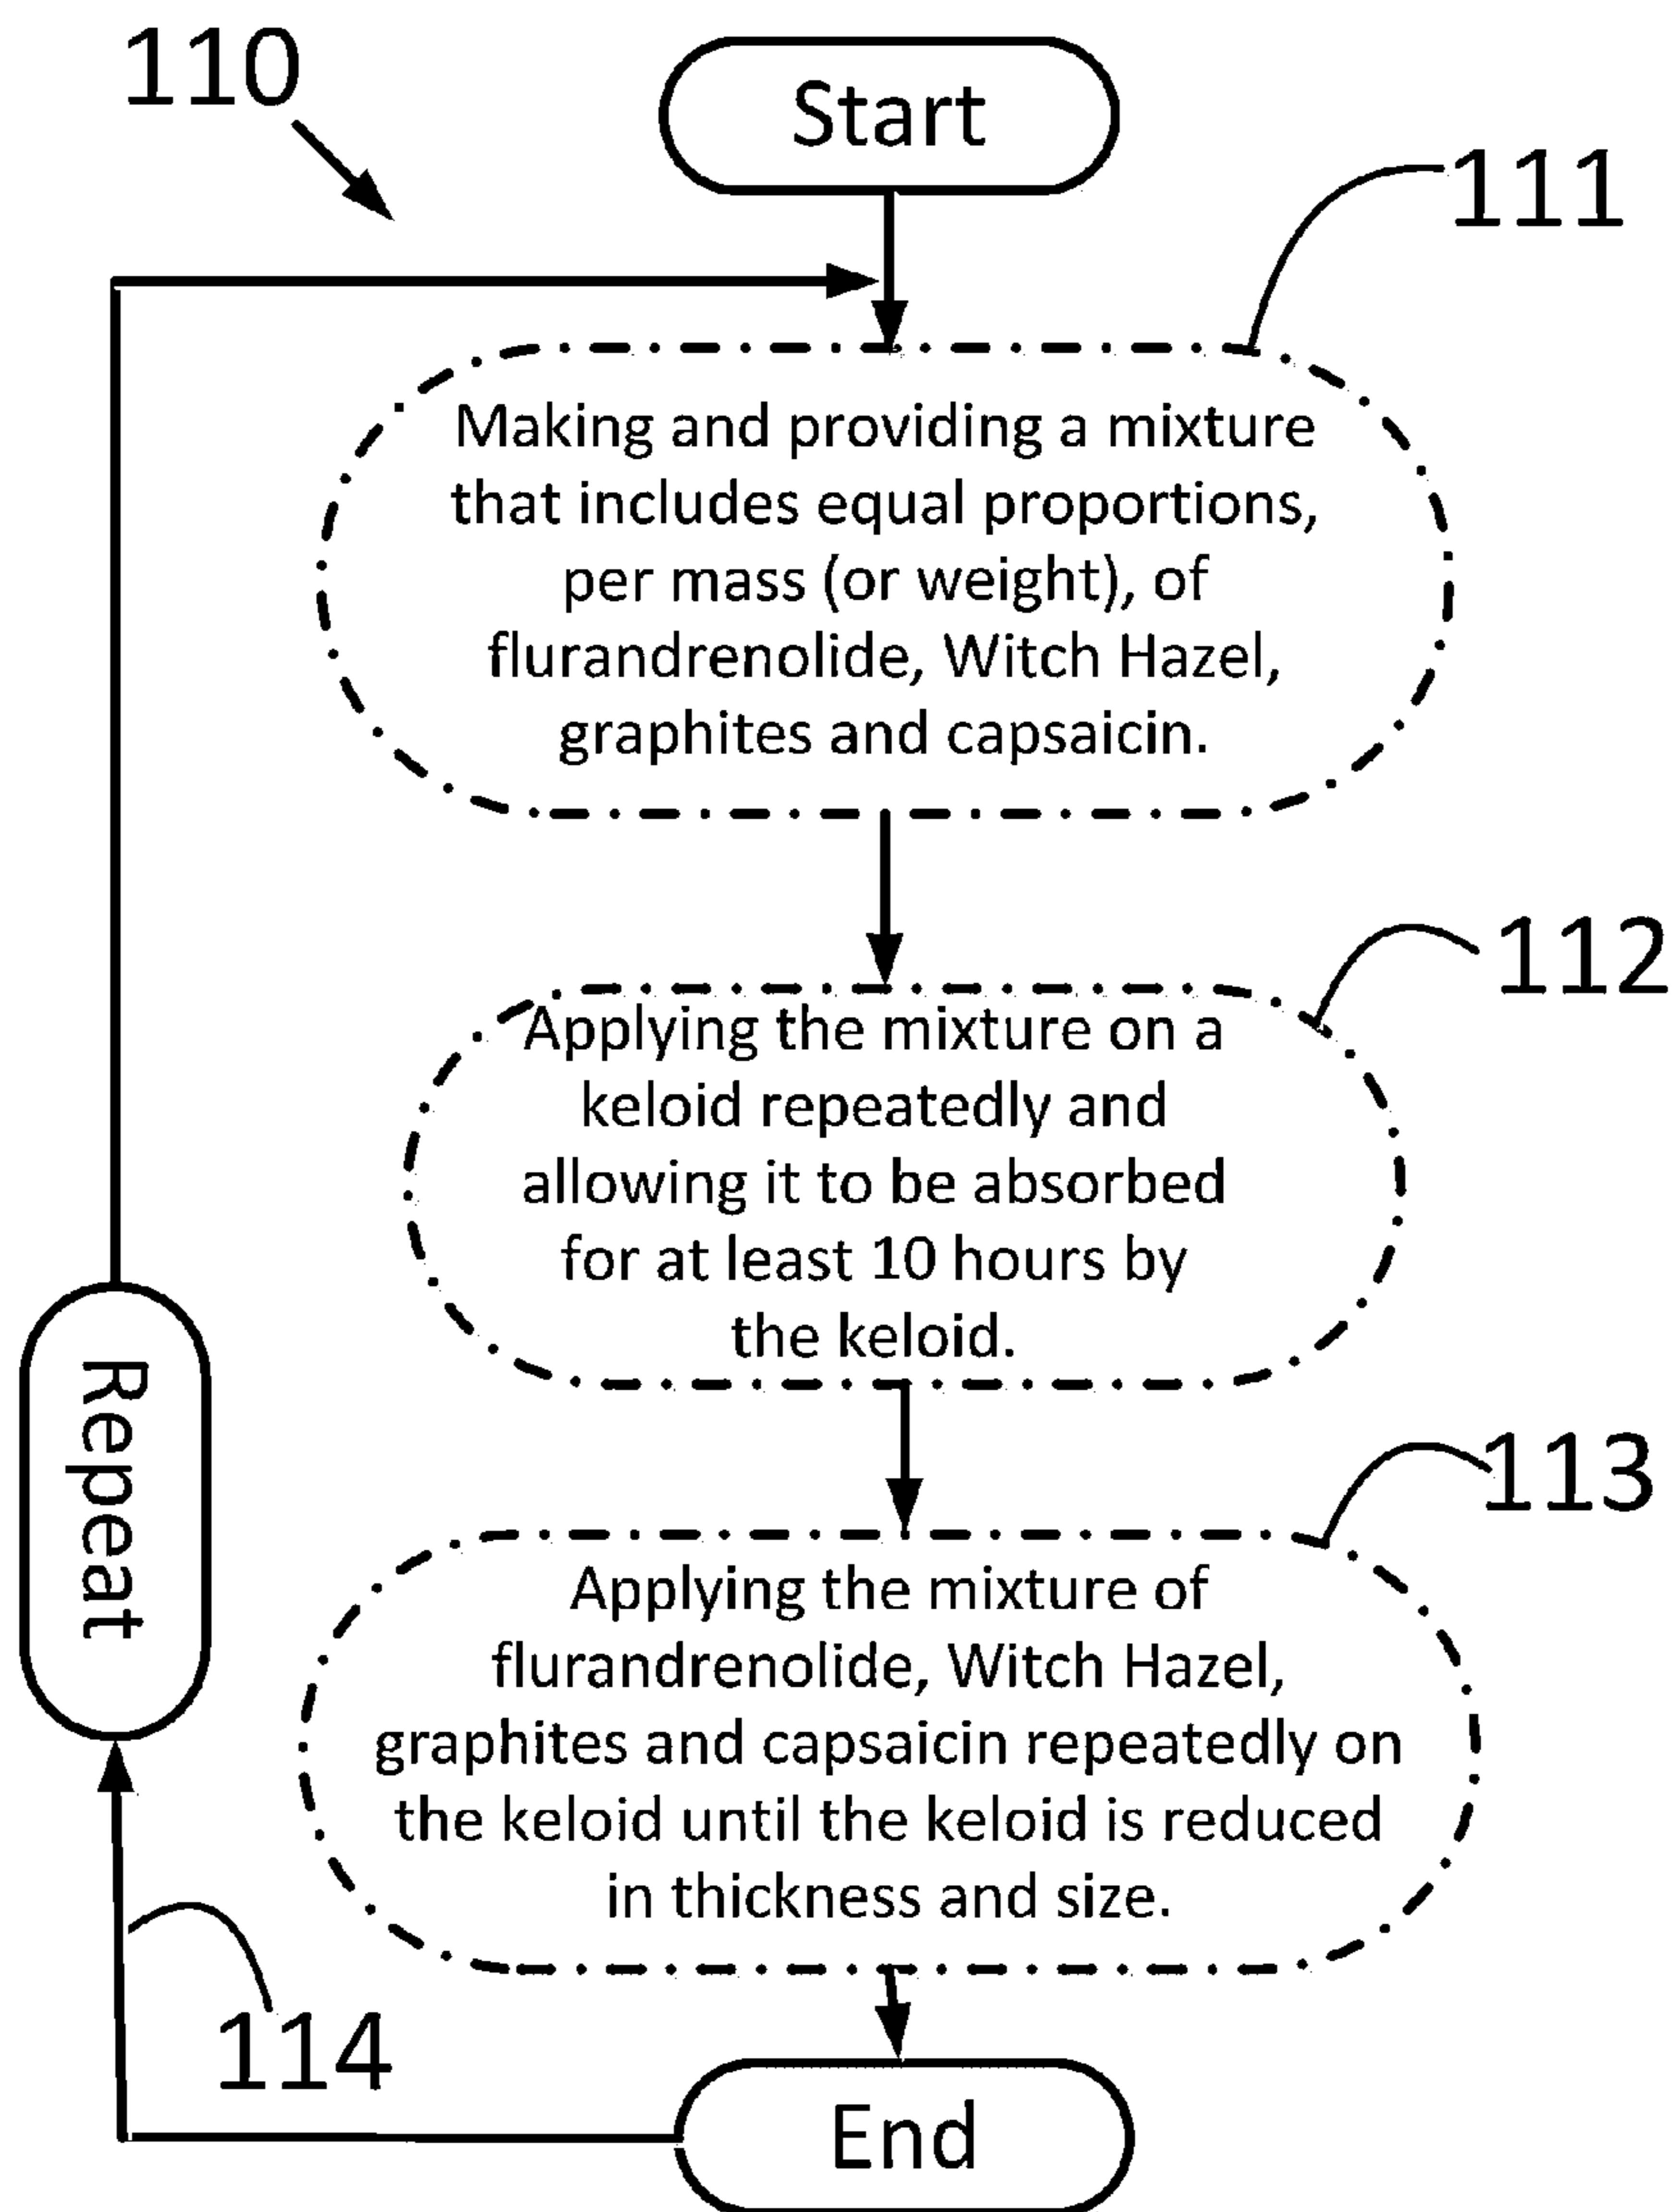 110
Start
111
Making and providing a mixture
that includes equal proportions,
per mass (or weight), of
flurandrenolide, Witch Hazel,
graphites and capsaicin.
112
Applying the mixture on a
keloid repeatedly and
allowing it to be absorbed
for at least 10 hours by
the keloid.
113
Applying the mixture of
flurandrenolide, Witch Hazel,
graphites and capsaicin repeatedly on
the keloid until the keloid is reduced
in thickness and size.
Repeat
114
End